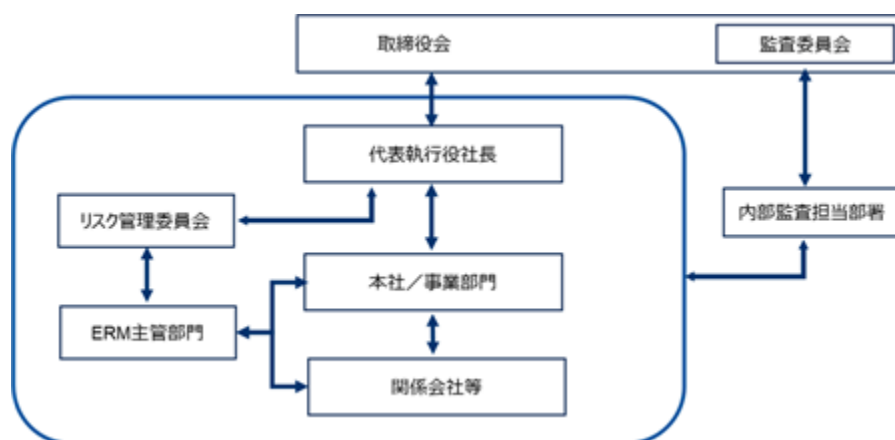 取締役会
監査委員会
代表執行役社長
リスク管理委員会
内部監査担当部署
本社／事業部門
ERM主管部門
関係会社等